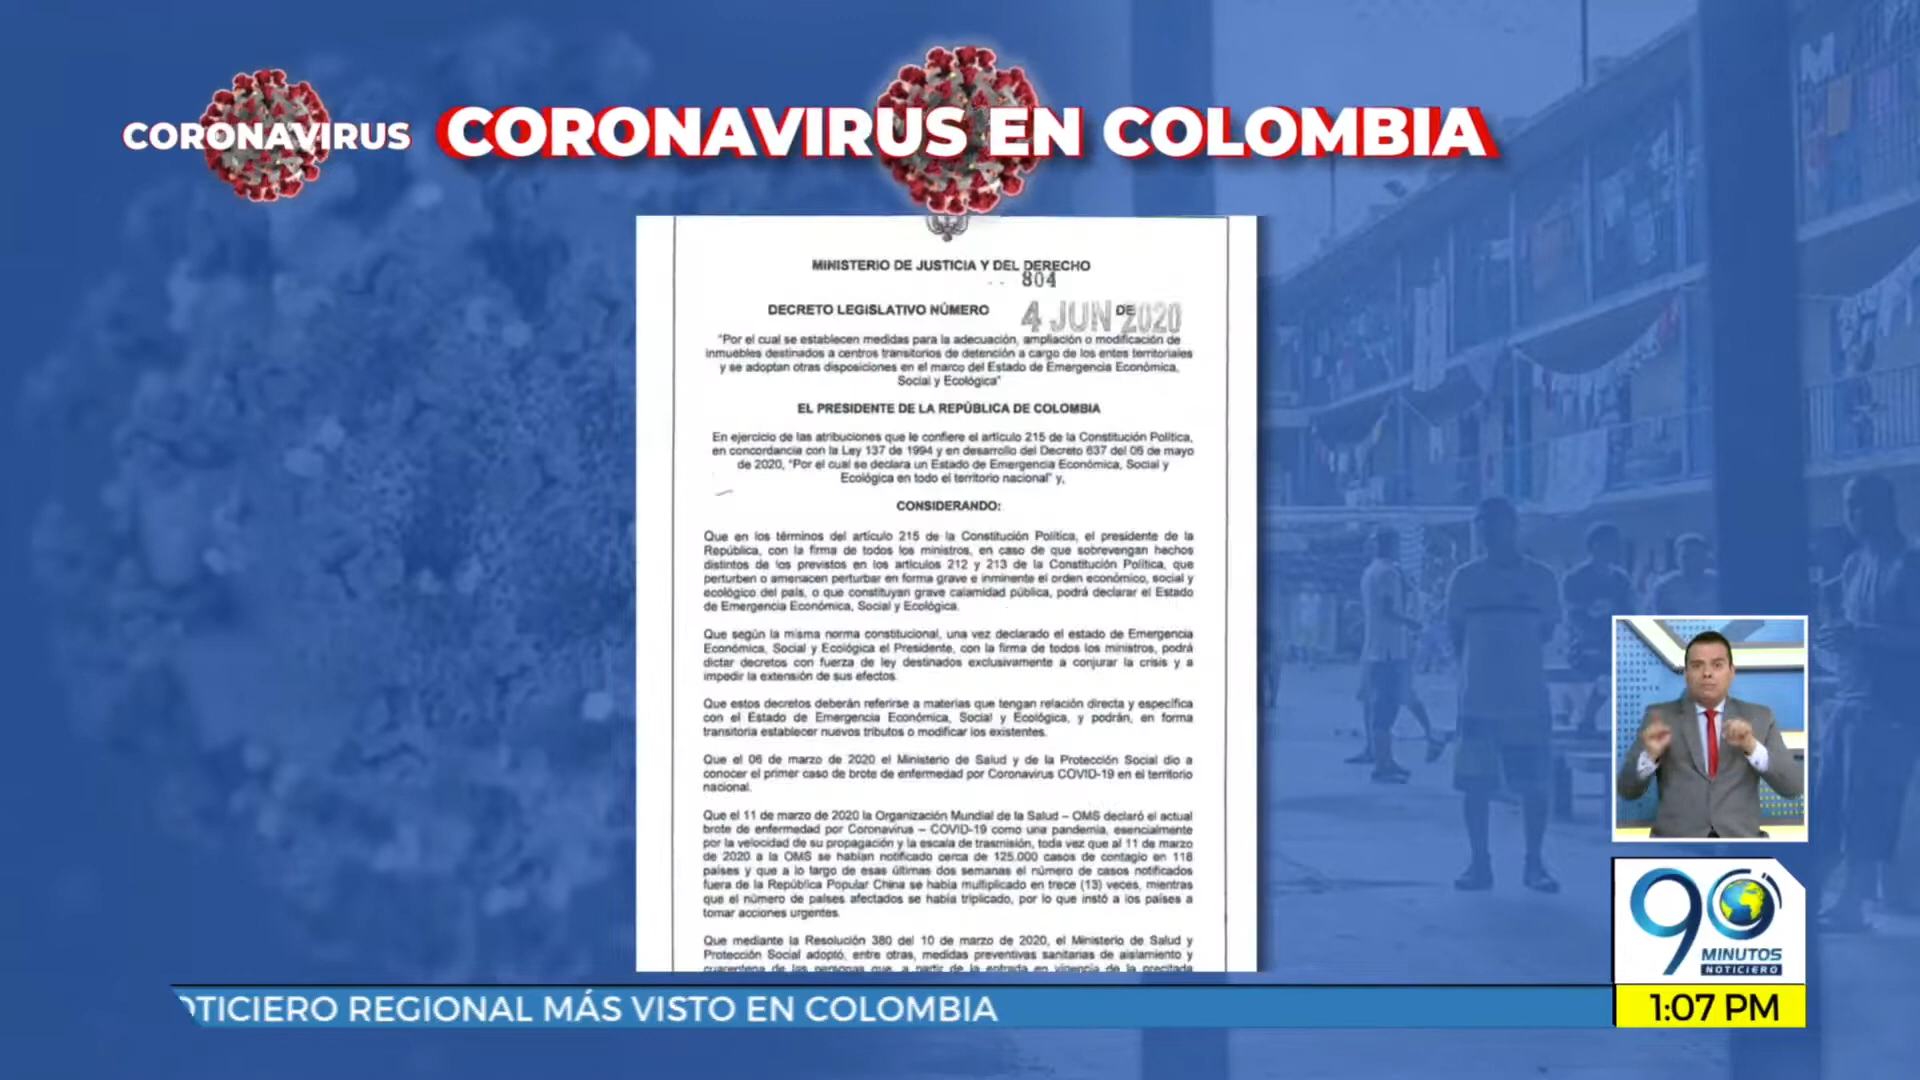 CORONAVIRUS
CORONAVIRUS EN COLOMBIA
MINISTERIO DE JUSTICIA Y DEL DERECHO
804
DECRETO LEGISLATIVO NÚMERO DE
4 JUN 2020
"Por el cual se establecen medidas para la adecuación, ampliación o modificación de
inmuebles destinados a centros transitorios de detención a cargo de los entes territoriales
y se adoptan otras disposiciones en el marco del Estado de Emergencia Económica,
Social y Ecológica"
EL PRESIDENTE DE LA REPÚBLICA DE COLOMBIA
En ejercicio de las atribuciones que le confiere el artículo 215 de la Constitución Política,
en concordancia con la Ley 137 de 1994 y en desarrollo del Decreto 637 del 06 de mayo
de 2020, "Por el cual se declara un Estado de Emergencia Económica, Social y
Ecológica en todo el territorio nacional" y,
CONSIDERANDO:
Que en los términos del artículo 215 de la Constitución Política, el presidente de la
República, con la firma de todos los ministros, en caso de que sobrevengan hechos
distintos de los previstos en los artículos 212 y 213 de la Constitución Política, que
perturben o amenacen perturbar en forma grave e inminente el orden económico, social y
ecológico del país, o que constituyan grave calamidad pública, podrá declarar el Estado
de Emergencia Económica, Social y Ecológica.
Que según la misma norma constitucional, una vez declarado el estado de Emergencia
Económica, Social y Ecológica el Presidente, con la firma de todos los ministros, podrá
dictar decretos con fuerza de ley destinados exclusivamente a conjurar la crisis y a
impedir la extensión de sus efectos.
Que estos decretos deberán referirse a materias que tengan relación directa y específica
con el Estado de Emergencia Económica, Social y Ecológica, y podrán, en forma
transitoria establecer nuevos tributos o modificar los existentes.
Que el 06 de marzo de 2020 el Ministerio de Salud y de la Protección Social dio a
conocer el primer caso de brote de enfermedad por Coronavirus COVID-19 en el territorio
nacional.
Que el 11 de marzo de 2020 la Organización Mundial de la Salud – OMS declaró el actual
brote de enfermedad por Coronavirus – COVID-19 como una pandemia, esencialmente
por la velocidad de su propagación y la escala de trasmisión, toda vez que al 11 de marzo
de 2020 a la OMS se habían notificado cerca de 125.000 casos de contagio en 118
países y que a lo largo de esas últimas dos semanas el número de casos notificados
fuera de la República Popular China se había multiplicado en trece (13) veces, mientras
que el número de países afectados se había triplicado, por lo que instó a los países a
tomar acciones urgentes.
Que mediante la Resolución 380 del 10 de marzo de 2020, el Ministerio de Salud y
Protección Social adoptó, entre otras, medidas preventivas sanitarias de aislamiento y
cuarentena de las personas que, a partir de la entrada en vigencia de la precitada
90
MINUTOS
NOTICIERO
OTICIERO REGIONAL MÁS VISTO EN COLOMBIA
1:07 PM